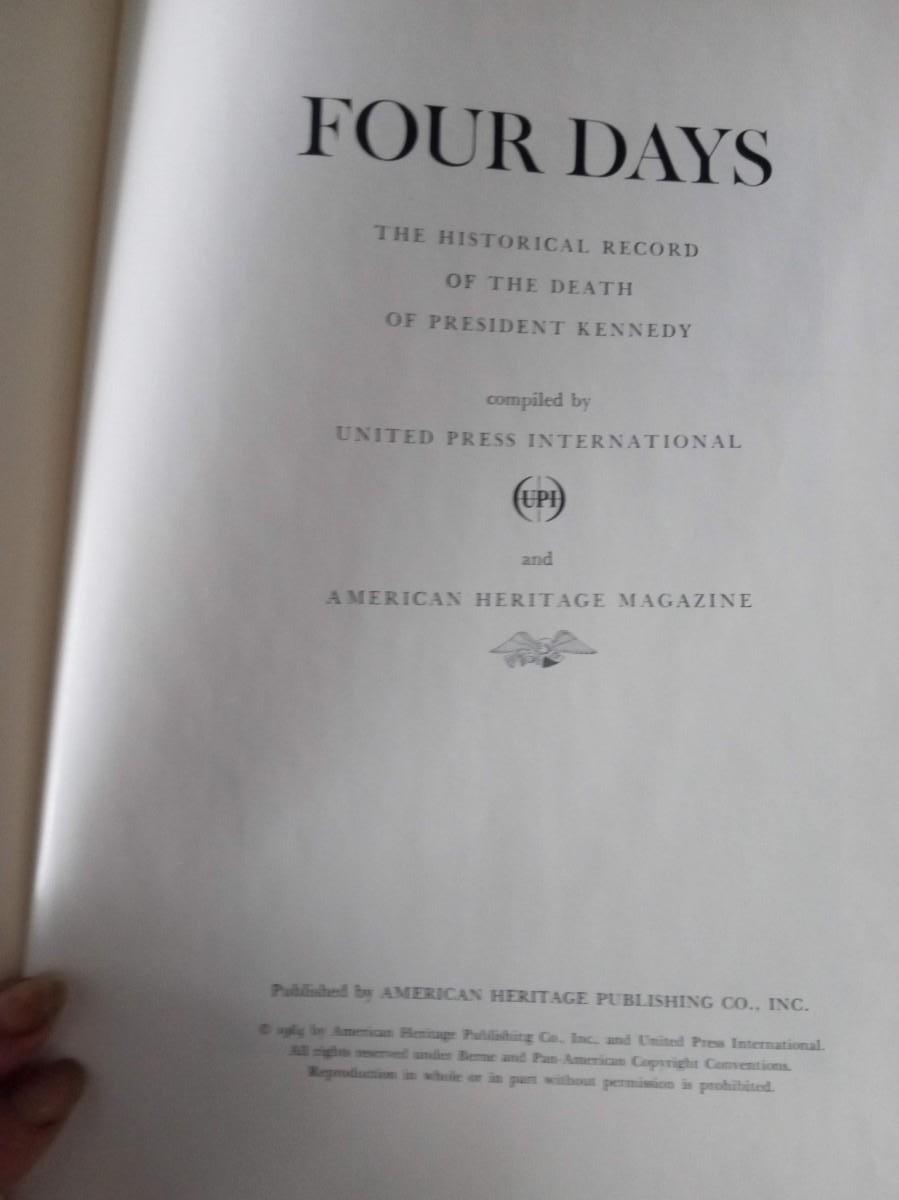 FOUR DAYS
THE HISTORICAL RECORD
OF THE DEATH
OF PRESIDENT KENNEDY
compiled by
UNITED PRESS INTERNATIONAL
UPI
and
AMERICAN HERITAGE MAGAZINE
Published by AMERICAN HERITAGE PUBLISHING CO., INC.
© by American Heritage Publishing Co., Inc., and United Press International.
All rights reserved under Berne and Pan-American Copyright Conventions.
Reproduction in whole or in part without permission is prohibited.